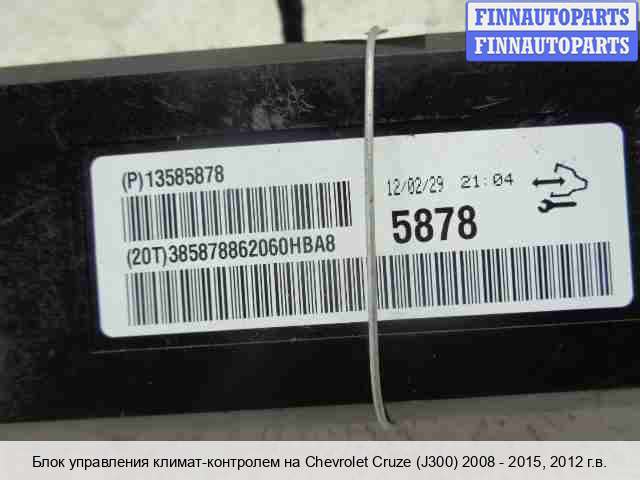 FINNAUTOPARTS
FINNAUTOPARTS
(P)13585878
12/02/29 21:04
5878
(20T)385878862060HBA8
Блок управления климат-контролем на Chevrolet Cruze (J300) 2008 - 2015, 2012 г.в.